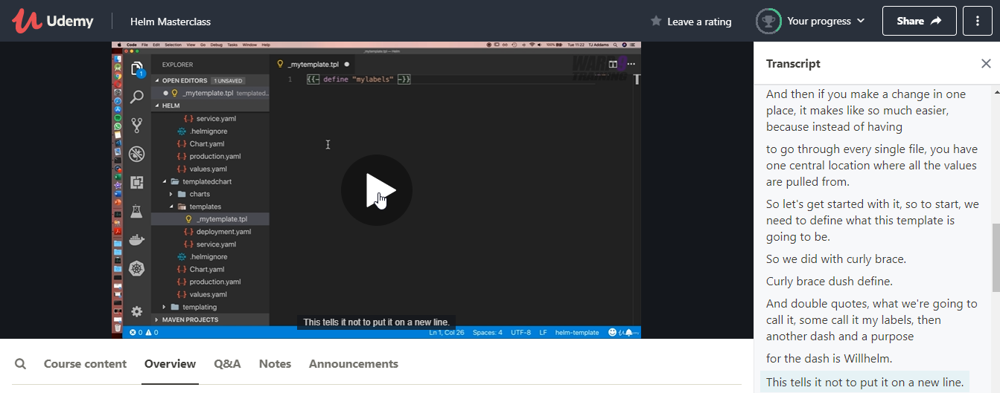 Udemy
Helm Masterclass
Leave a rating
Your progress
Share
Code File Edit Selection View Go Debug Tasks Window Help
100% Tue 11:22 TJ Addams
_mytemplate.tpl — Helm
EXPLORER
OPEN EDITORS 1 UNSAVED
_mytemplate.tpl templated...
HELM
service.yaml
.helmignore
Chart.yaml
production.yaml
values.yaml
templatedchart
charts
templates
_mytemplate.tpl
deployment.yaml
service.yaml
.helmignore
Chart.yaml
production.yaml
values.yaml
templating
MAVEN PROJECTS
1
0 0
_mytemplate.tpl
WARD 9
TRAINING
1 {{- define "mylabels" -}}
This tells it not to put it on a new line.
Ln 1, Col 26 Spaces: 4 UTF-8 LF helm-template
Course content
Overview
Q&A
Notes
Announcements
Transcript
And then if you make a change in one
place, it makes like so much easier,
because instead of having
to go through every single file, you have
one central location where all the values
are pulled from.
So let's get started with it, so to start, we
need to define what this template is
going to be.
So we did with curly brace.
Curly brace dush define.
And double quotes, what we're going to
call it, some call it my labels, then
another dash and a purpose
for the dash is Willhelm.
This tells it not to put it on a new line.